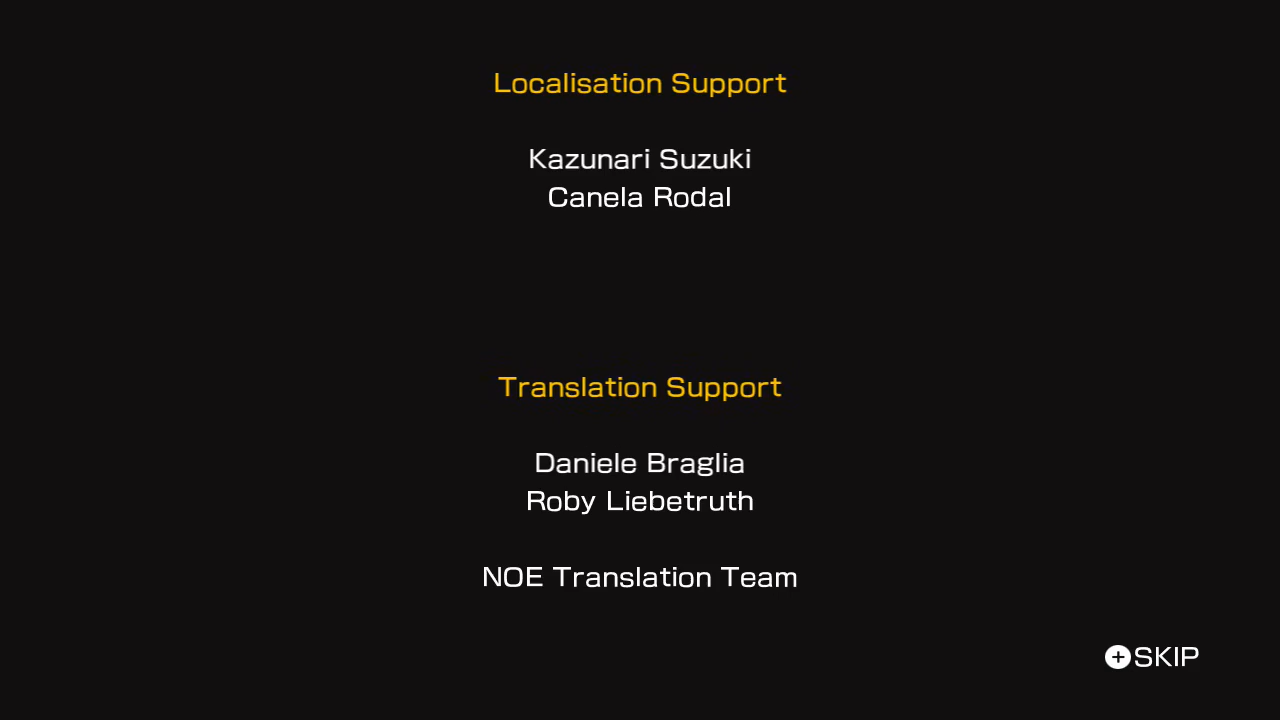 Localisation Support
Kazunari Suzuki
Canela Rodal
Translation Support
Daniele Braglia
Roby Liebetruth
NOE Translation Team
+SKIP